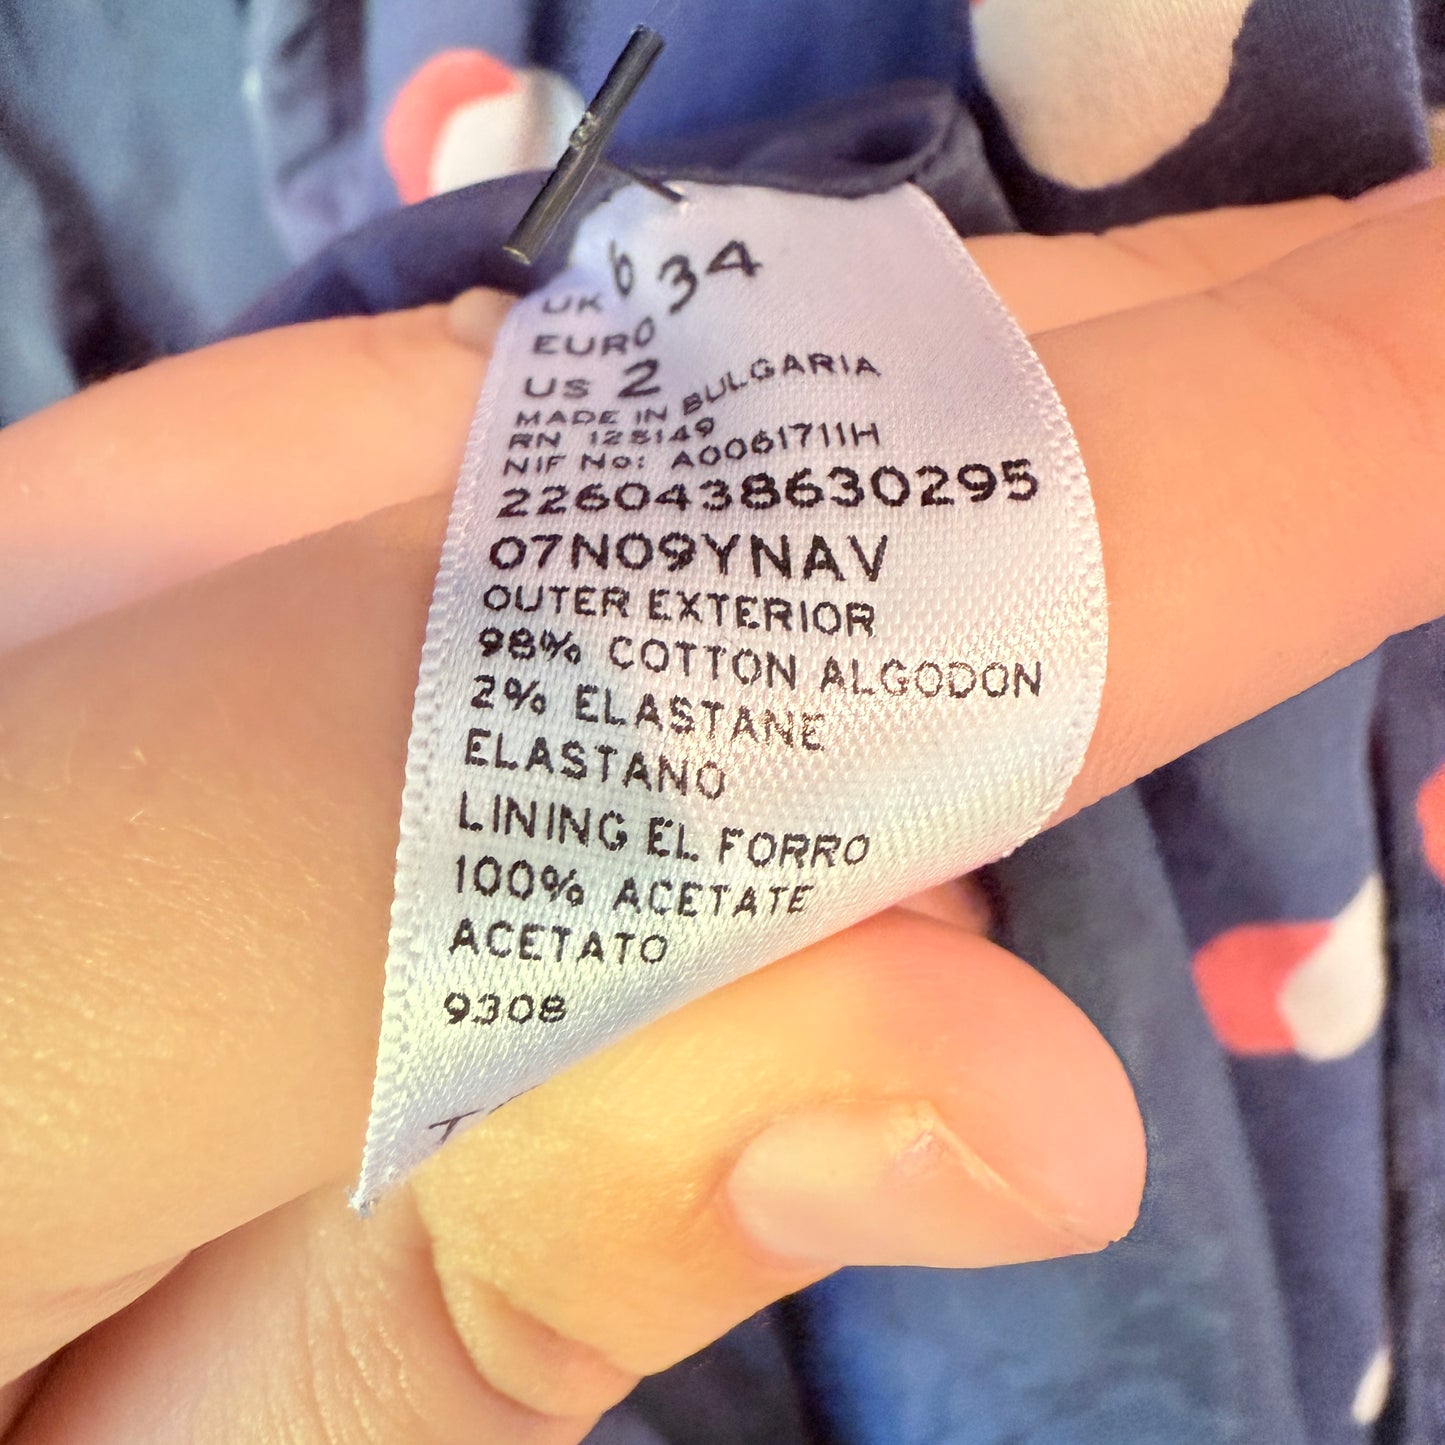 UK 6
EURO 34
US 2
MADE IN BULGARIA
RN 128149
NIF No: A0061711H
2260438630295
07N09YNAV
OUTER EXTERIOR
98% COTTON ALGODON
2% ELASTANE
ELASTANO
LINING EL FORRO
100% ACETATE
ACETATO
9308